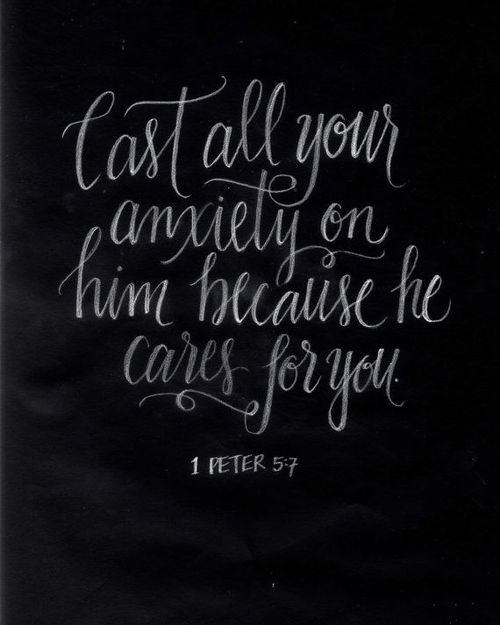 Cast all your
anxiety on
him because he
cares for you.
1 PETER 5:7